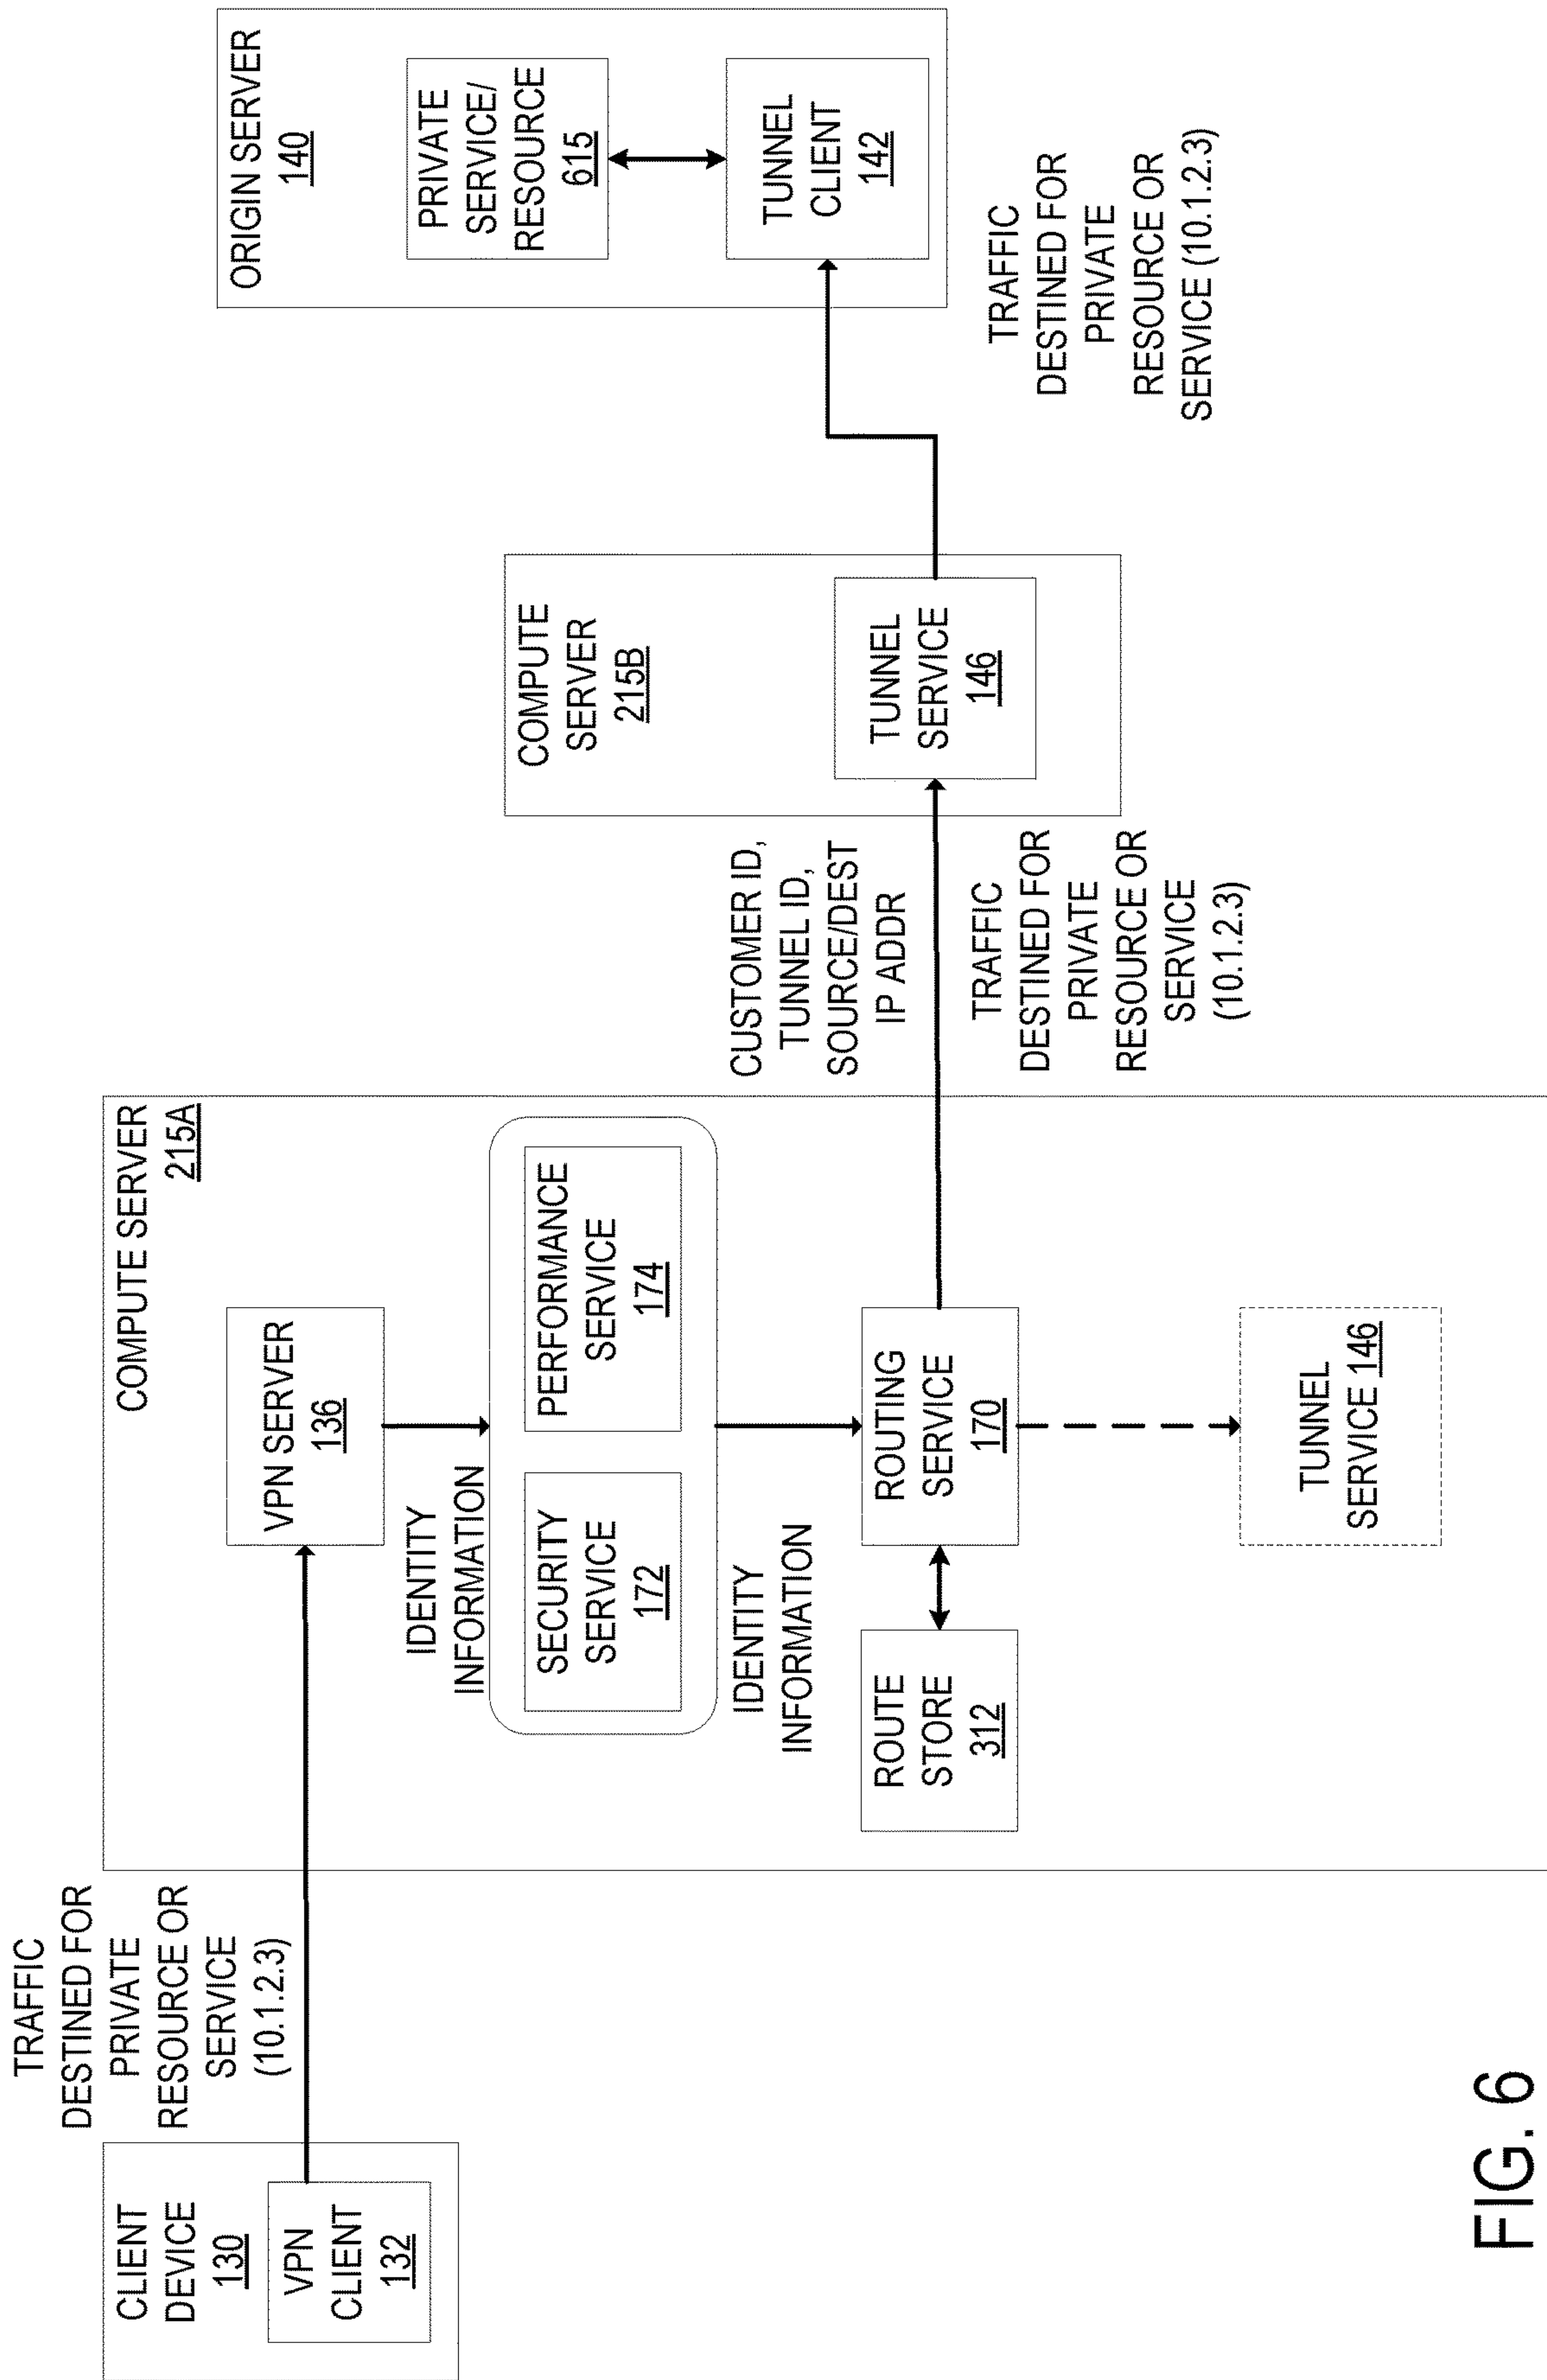 TRAFFIC
DESTINED FOR
PRIVATE
RESOURCE OR
SERVICE
(10.1.2.3)
CLIENT
DEVICE
130
VPN
CLIENT
132
COMPUTE SERVER
215A
VPN SERVER
136
IDENTITY
INFORMATION
SECURITY
SERVICE
172
PERFORMANCE
SERVICE
174
IDENTITY
INFORMATION
ROUTE
STORE
312
ROUTING
SERVICE
170
TUNNEL
SERVICE 146
CUSTOMER ID,
TUNNEL ID,
SOURCE/DEST
IP ADDR
TRAFFIC
DESTINED FOR
PRIVATE
RESOURCE OR
SERVICE
(10.1.2.3)
COMPUTE
SERVER
215B
TUNNEL
SERVICE
146
ORIGIN SERVER
140
PRIVATE
SERVICE/
RESOURCE
615
TUNNEL
CLIENT
142
TRAFFIC
DESTINED FOR
PRIVATE
RESOURCE OR
SERVICE (10.1.2.3)
FIG. 6